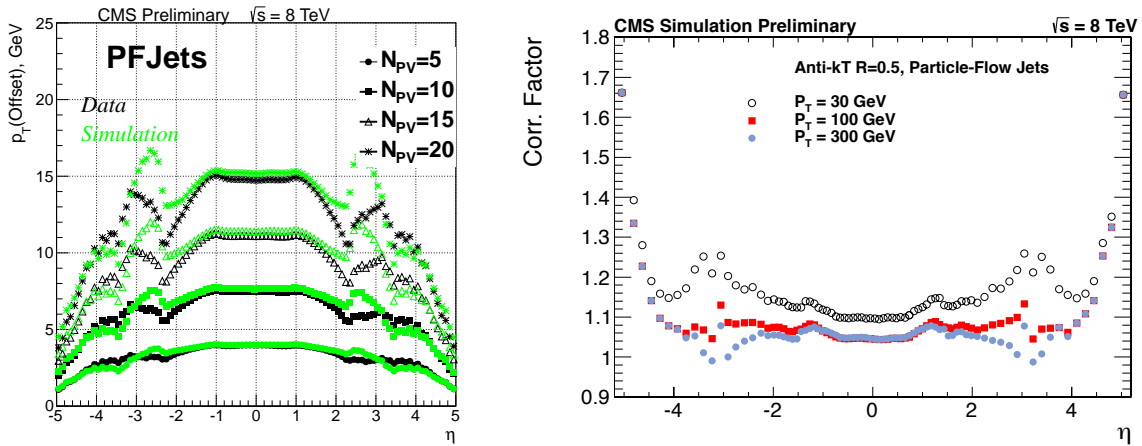 CMS Preliminary √s = 8 TeV
PFJets
Data
Simulation
N_PV=5
N_PV=10
N_PV=15
N_PV=20
p_T(Offset), GeV
25
20
15
10
5
0
-5 -4 -3 -2 -1 0 1 2 3 4 5
η
CMS Simulation Preliminary √s = 8 TeV
Anti-kT R=0.5, Particle-Flow Jets
P_T = 30 GeV
P_T = 100 GeV
P_T = 300 GeV
Corr. Factor
1.8
1.7
1.6
1.5
1.4
1.3
1.2
1.1
1
0.9
-4 -2 0 2 4
η